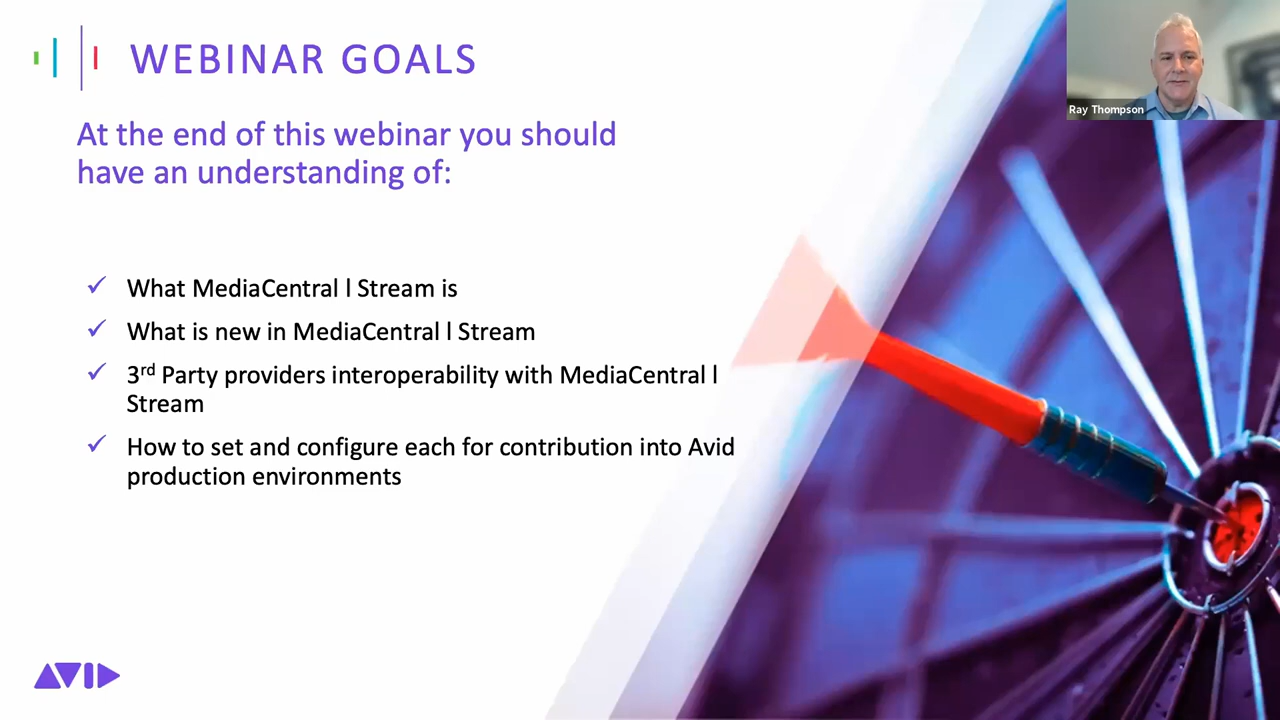 WEBINAR GOALS
Ray Thompson
At the end of this webinar you should
have an understanding of:
✓ What MediaCentral l Stream is
✓ What is new in MediaCentral l Stream
✓ 3rd Party providers interoperability with MediaCentral l
Stream
✓ How to set and configure each for contribution into Avid
production environments
AVID